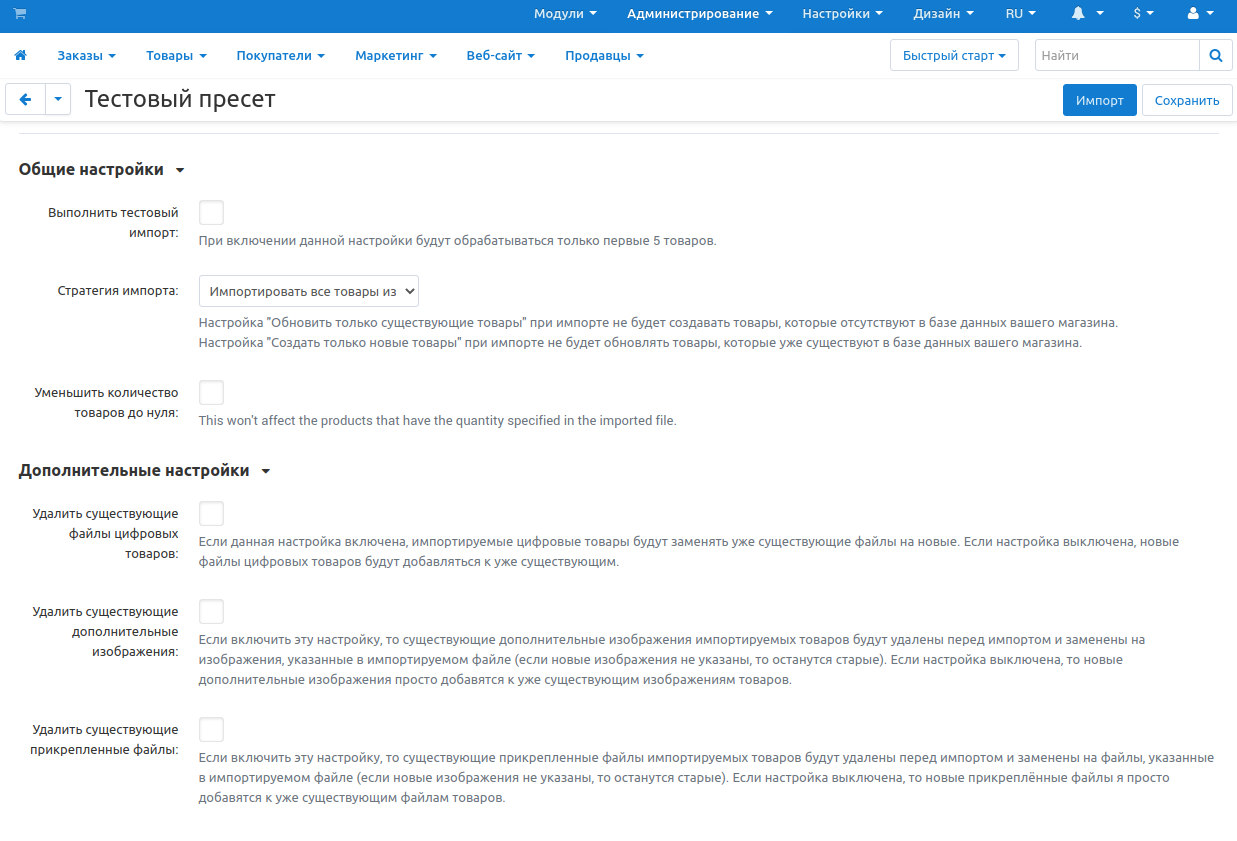 Модули Администрирование Настройки Дизайн RU $
Заказы Товары Покупатели Маркетинг Веб-сайт Продавцы Быстрый старт Найти
Тестовый пресет Импорт Сохранить
Общие настройки
Выполнить тестовый
импорт:
При включении данной настройки будут обрабатываться только первые 5 товаров.
Стратегия импорта: Импортировать все товары из
Настройка "Обновить только существующие товары" при импорте не будет создавать товары, которые отсутствуют в базе данных вашего магазина.
Настройка "Создать только новые товары" при импорте не будет обновлять товары, которые уже существуют в базе данных вашего магазина.
Уменьшить количество
товаров до нуля:
This won't affect the products that have the quantity specified in the imported file.
Дополнительные настройки
Удалить существующие
файлы цифровых
товаров:
Если данная настройка включена, импортируемые цифровые товары будут заменять уже существующие файлы на новые. Если настройка выключена, новые
файлы цифровых товаров будут добавляться к уже существующим.
Удалить существующие
дополнительные
изображения:
Если включить эту настройку, то существующие дополнительные изображения импортируемых товаров будут удалены перед импортом и заменены на
изображения, указанные в импортируемом файле (если новые изображения не указаны, то останутся старые). Если настройка выключена, то новые
дополнительные изображения просто добавятся к уже существующим изображениям товаров.
Удалить существующие
прикрепленные файлы:
Если включить эту настройку, то существующие прикрепленные файлы импортируемых товаров будут удалены перед импортом и заменены на файлы, указанные
в импортируемом файле (если новые изображения не указаны, то останутся старые). Если настройка выключена, то новые прикреплённые файлы я просто
добавятся к уже существующим файлам товаров.